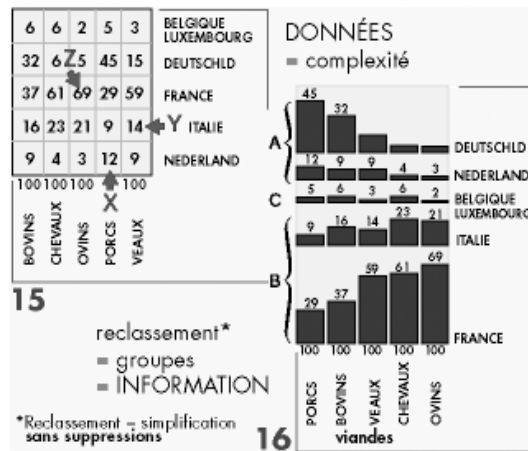 6 6 2 5 3 BELGIQUE LUXEMBOURG
32 6 Z 5 45 15 DEUTSCHLD
37 61 69 29 59 FRANCE
16 23 21 9 14 Y ITALIE
9 4 3 12 9 NEDERLAND
100 100 100 X 100
BOVINS
CHEVAUX
OVINS
PORCS
VEAUX
15
reclassement*
= groupes
= INFORMATION
*Reclassement = simplification
sans suppressions
DONNÉES
= complexité
A
45 32 DEUTSCHLD
12 9 9 4 3 NEDERLAND
C 5 6 3 6 2 BELGIQUE
LUXEMBOURG
9 16 14 23 21 ITALIE
B
29 37 59 61 69 FRANCE
100 100 100 100 100
PORCS
BOVINS
VEAUX
CHEVAUX
OVINS
16 viandes